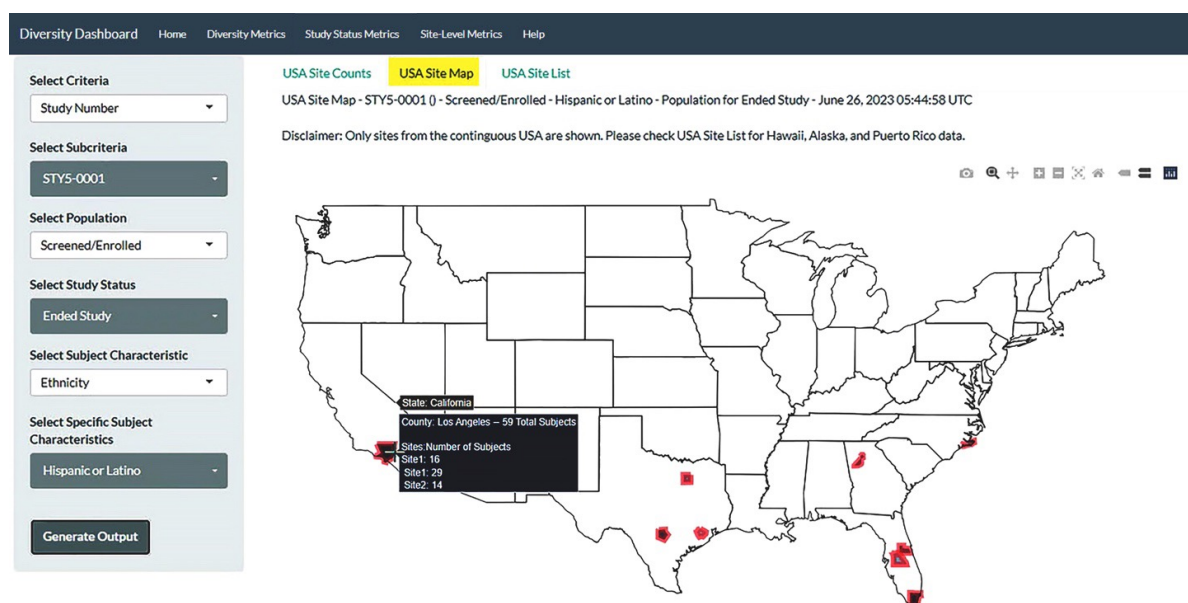 Diversity Dashboard Home Diversity Metrics Study Status Metrics Site-Level Metrics Help
Select Criteria
Study Number
Select Subcriteria
STY5-0001
Select Population
Screened/Enrolled
Select Study Status
Ended Study
Select Subject Characteristic
Ethnicity
Select Specific Subject
Characteristics
Hispanic or Latino
Generate Output
USA Site Counts USA Site Map USA Site List
USA Site Map - STY5-0001 () - Screened/Enrolled - Hispanic or Latino - Population for Ended Study - June 26, 2023 05:44:58 UTC
Disclaimer: Only sites from the continguous USA are shown. Please check USA Site List for Hawaii, Alaska, and Puerto Rico data.
State: California
County: Los Angeles -- 59 Total Subjects
Sites:Number of Subjects
Site1: 16
Site1: 29
Site2: 14